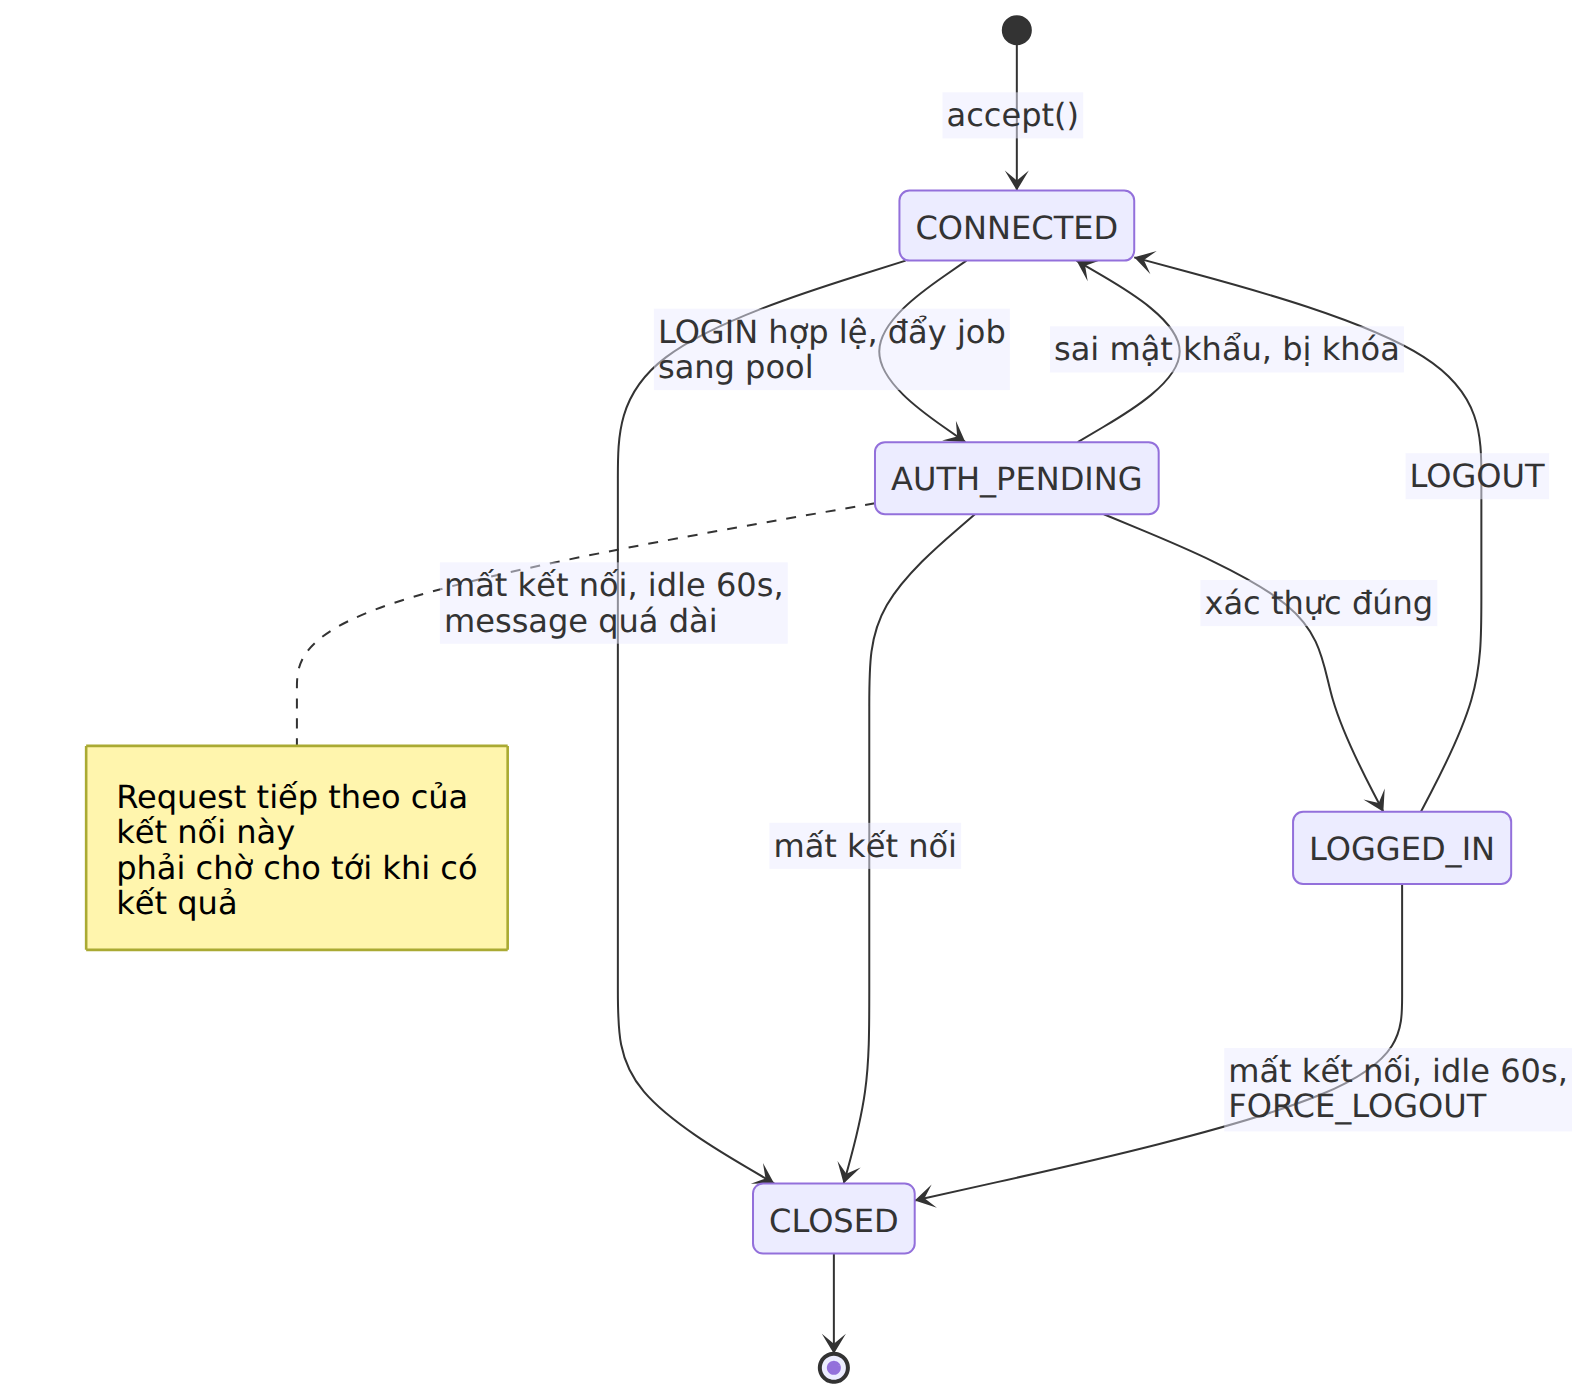 accept()
CONNECTED
LOGIN hợp lệ, đẩy job
sang pool
sai mật khẩu, bị khóa
AUTH_PENDING
LOGOUT
mất kết nối, idle 60s,
message quá dài
xác thực đúng
Request tiếp theo của
kết nối này
phải chờ cho tới khi có
kết quả
mất kết nối
LOGGED_IN
mất kết nối, idle 60s,
FORCE_LOGOUT
CLOSED